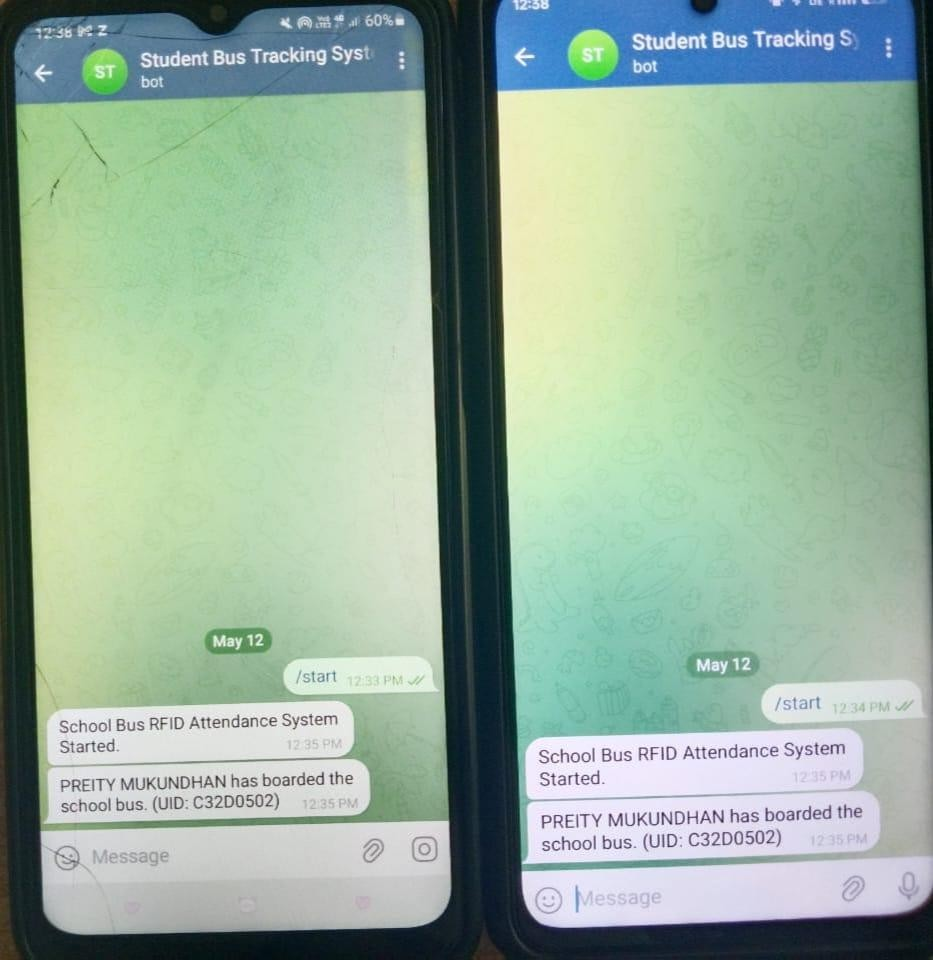 12:38
Z
60%
ST
Student Bus Tracking Syst
bot
May 12
/start 12:33 PM
School Bus RFID Attendance System
Started. 12:35 PM
PREITY MUKUNDHAN has boarded the
school bus. (UID: C32D0502) 12:35 PM
Message
12:38
ST
Student Bus Tracking Sy
bot
May 12
/start 12:34 PM
School Bus RFID Attendance System
Started. 12:35 PM
PREITY MUKUNDHAN has boarded the
school bus. (UID: C32D0502) 12:35 PM
Message